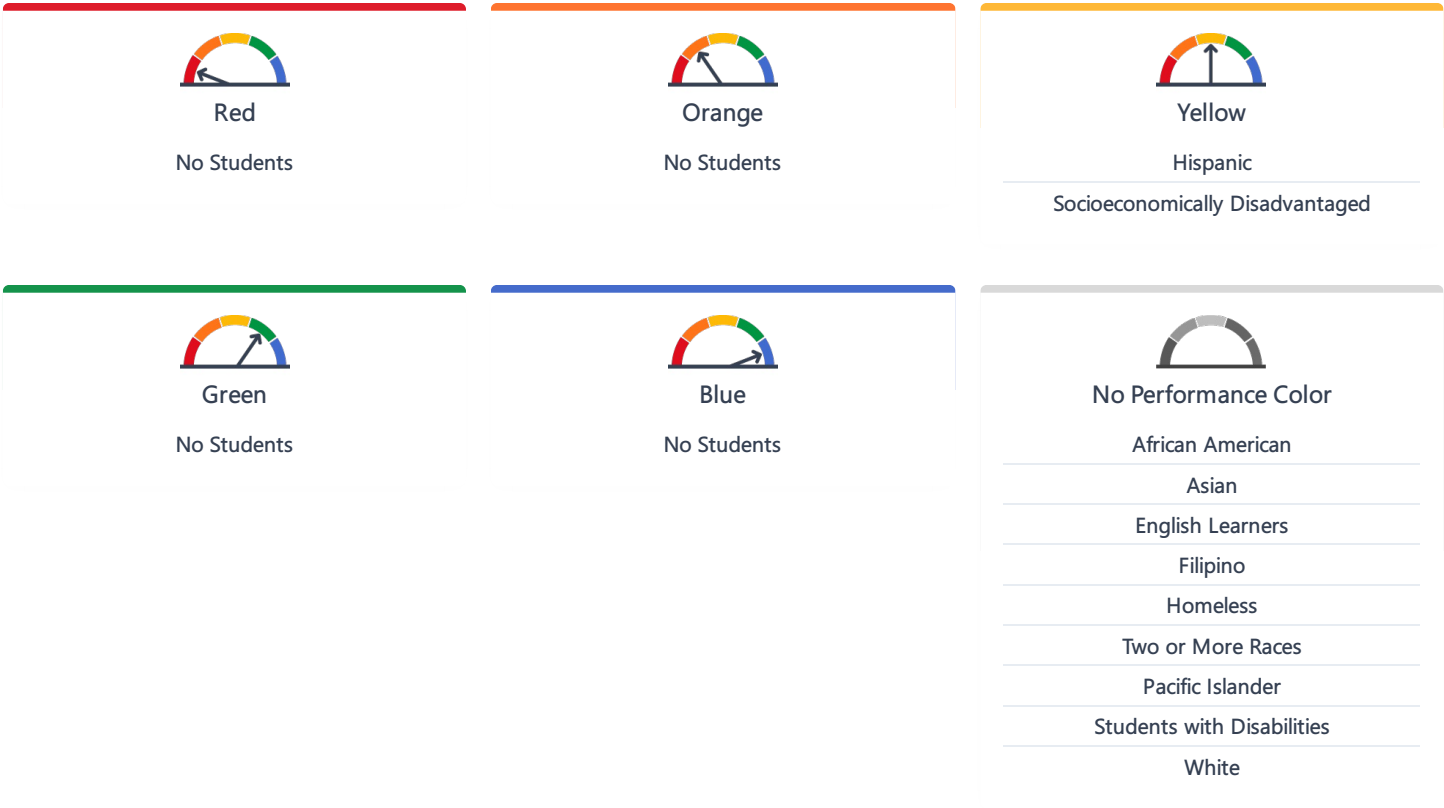 Red
No Students
Orange
No Students
Yellow
Hispanic
Socioeconomically Disadvantaged
Green
No Students
Blue
No Students
No Performance Color
African American
Asian
English Learners
Filipino
Homeless
Two or More Races
Pacific Islander
Students with Disabilities
White